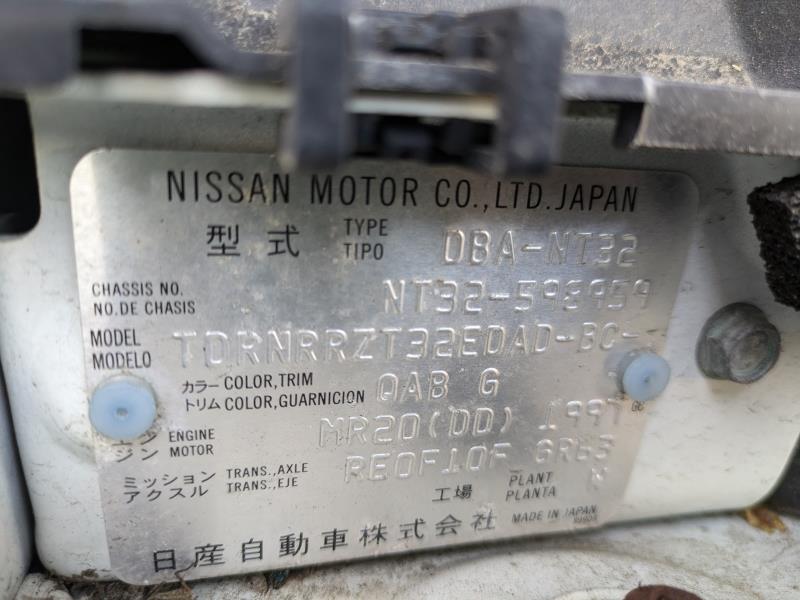 NISSAN MOTOR CO., LTD. JAPAN
型式 TYPE TIPO DBA-NT32
CHASSIS NO. NO. DE CHASIS NT32-598959
MODEL MODELO TDRNRRZT32EDAD-BC-
カラー COLOR, TRIM
トリム COLOR, GUARNICION QAB G
ENGINE MOTOR MR20(DD) 1997 cc
ミッション TRANS., AXLE
アクスル TRANS., EJE RE0F10F GR63
工場 PLANT PLANTA
日産自動車株式会社 MADE IN JAPAN